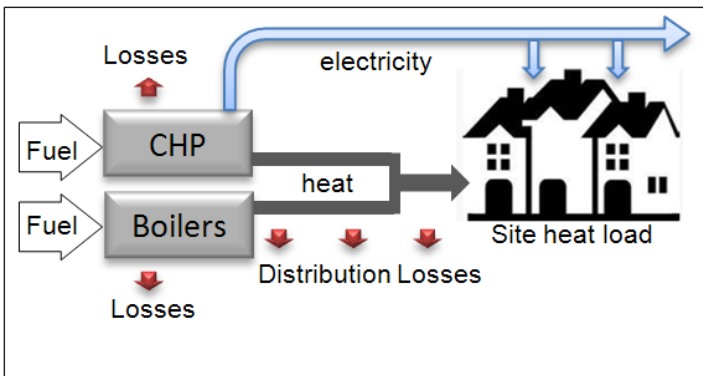 Losses
electricity
Fuel
CHP
heat
Fuel
Boilers
Site heat load
Distribution Losses
Losses